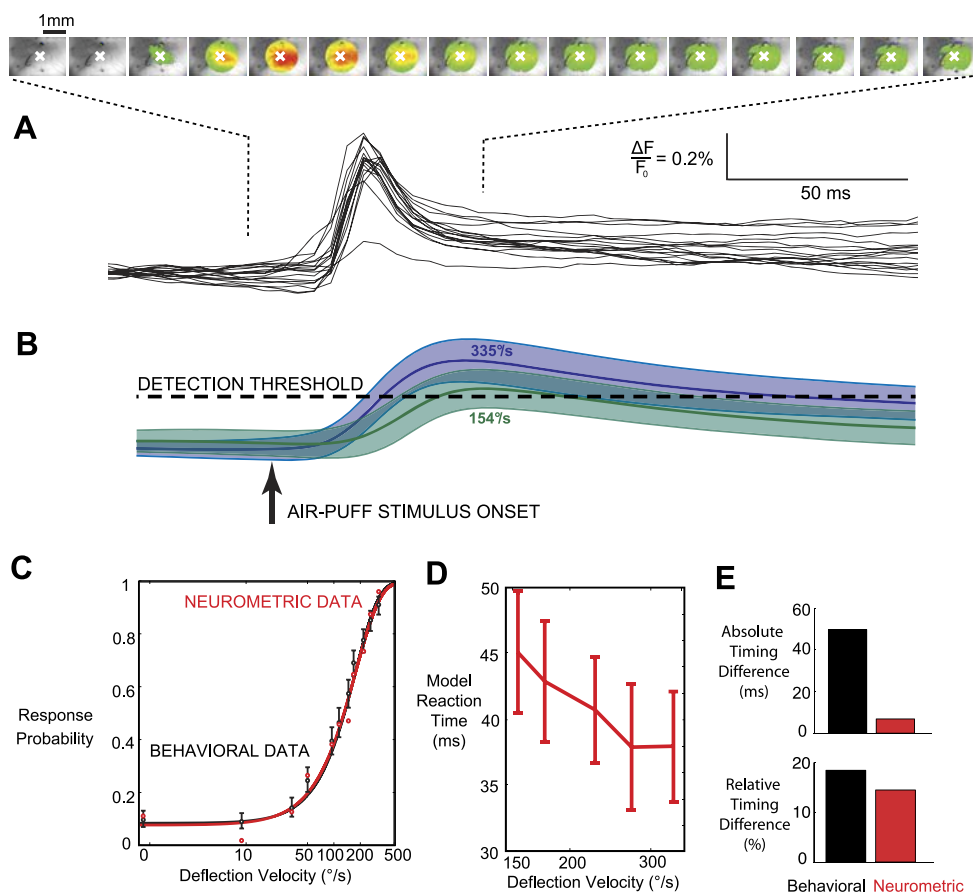 1mm
A
ΔF
F₀ = 0.2%
50 ms
B
335°/s
DETECTION THRESHOLD
154°/s
AIR-PUFF STIMULUS ONSET
C
1
0.8
0.6
0.4
0.2
0
NEUROMETRIC DATA
BEHAVIORAL DATA
Response
Probability
0 10 50 100 200 500
Deflection Velocity (°/s)
D
50
45
40
35
30
Model
Reaction
Time
(ms)
150 200 300
Deflection Velocity (°/s)
E
60
40
20
0
Absolute
Timing
Difference
(ms)
20
10
0
Relative
Timing
Difference
(%)
Behavioral Neurometric